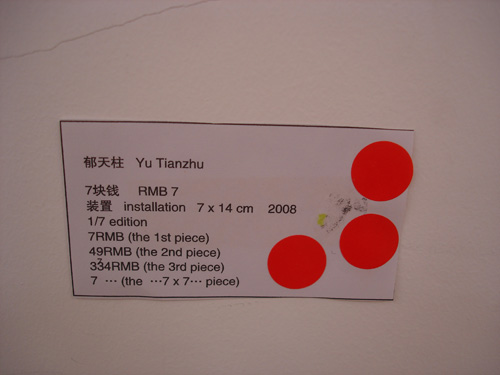 郁天柱 Yu Tianzhu
7块钱 RMB 7
装置 installation 7 x 14 cm 2008
1/7 edition
7RMB (the 1st piece)
49RMB (the 2nd piece)
334RMB (the 3rd piece)
7 … (the …7 x 7… piece)